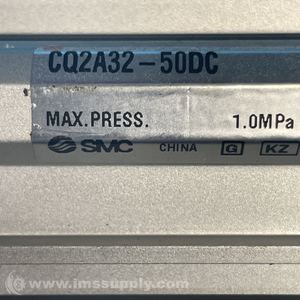 CQ2A32-50DC
MAX.PRESS. 1.0MPa
SMC CHINA G KZ
© www.imssupply.com